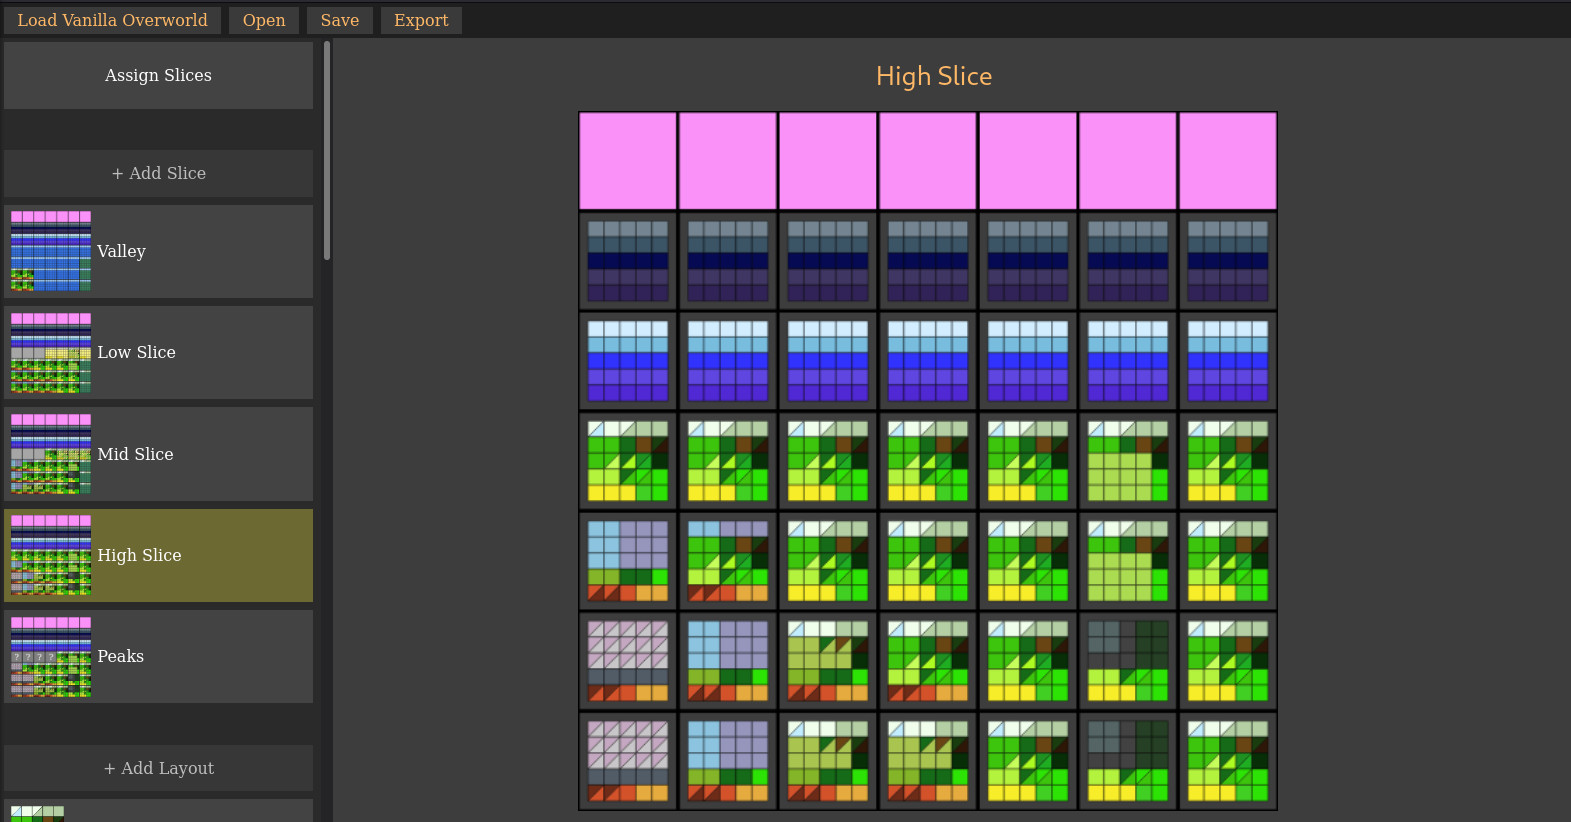 Load Vanilla Overworld Open Save Export
Assign Slices
High Slice
+ Add Slice
Valley
Low Slice
Mid Slice
High Slice
Peaks
? ? ? ?
+ Add Layout